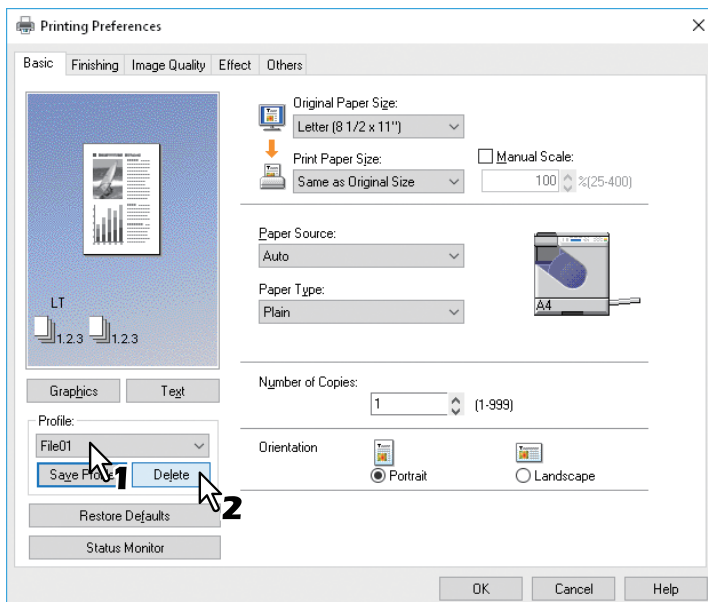 Printing Preferences
Basic Finishing Image Quality Effect Others
Original Paper Size:
Letter (8 1/2 x 11")
Print Paper Size:
Same as Original Size
Manual Scale:
100 %(25-400)
LT
1.2.3 1.2.3
Paper Source:
Auto
A4
Paper Type:
Plain
Graphics Text
Number of Copies:
1 (1-999)
Profile:
File01
1
Save Profile Delete
2
Orientation
Portrait Landscape
Restore Defaults
Status Monitor
OK Cancel Help